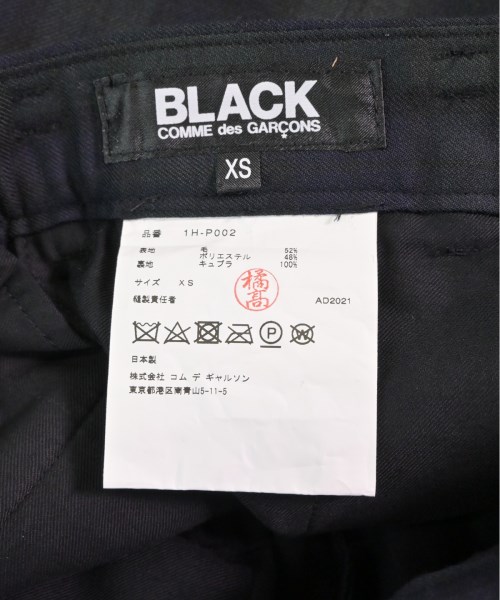 BLACK
COMME des GARÇONS
XS
品番 1H-P002
表地 毛 52%
ポリエステル 48%
裏地 キュプラ 100%
サイズ XS
縫製責任者 橘高 AD2021
P W
日本製
株式会社 コム デ ギャルソン
東京都港区南青山5-11-5